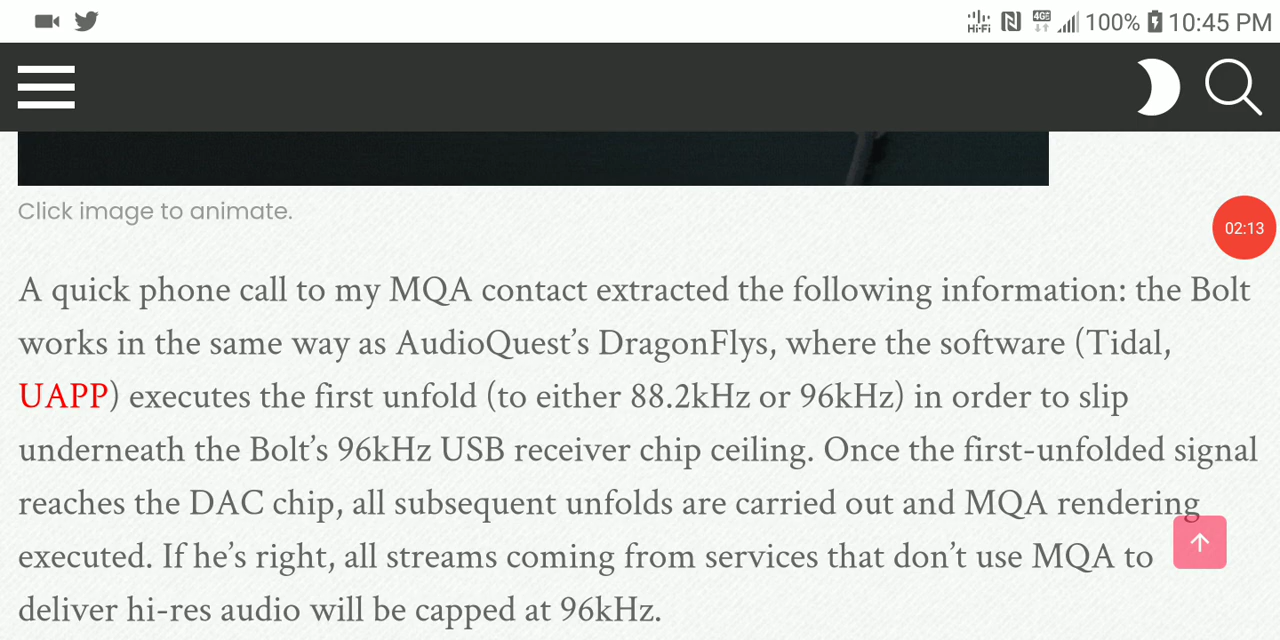 Hi-Fi 4G 100% 10:45 PM
Click image to animate.
02:13
A quick phone call to my MQA contact extracted the following information: the Bolt
works in the same way as AudioQuest’s DragonFlys, where the software (Tidal,
UAPP) executes the first unfold (to either 88.2kHz or 96kHz) in order to slip
underneath the Bolt’s 96kHz USB receiver chip ceiling. Once the first-unfolded signal
reaches the DAC chip, all subsequent unfolds are carried out and MQA rendering
executed. If he’s right, all streams coming from services that don’t use MQA to
deliver hi-res audio will be capped at 96kHz.